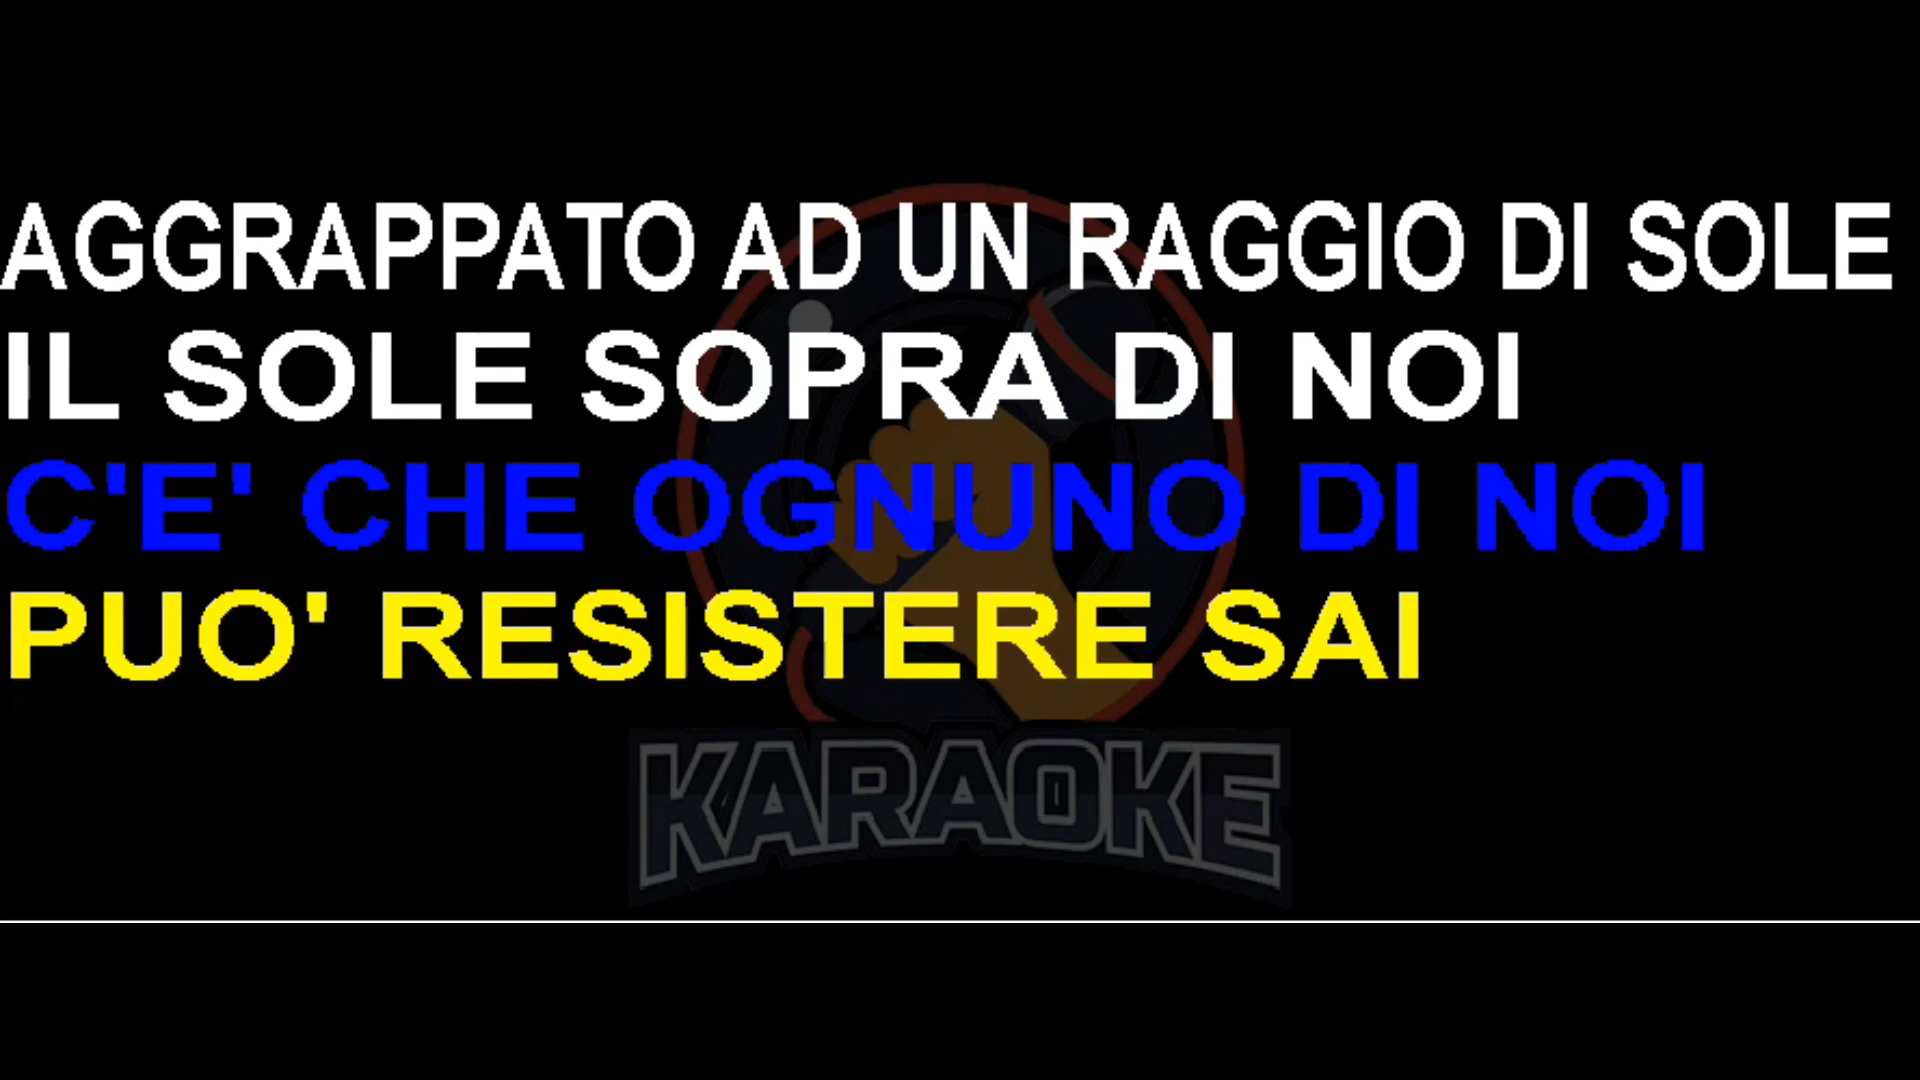 AGGRAPPATO AD UN RAGGIO DI SOLE
IL SOLE SOPRA DI NOI
C'E' CHE OGNUNO DI NOI
PUO' RESISTERE SAI
KARAOKE